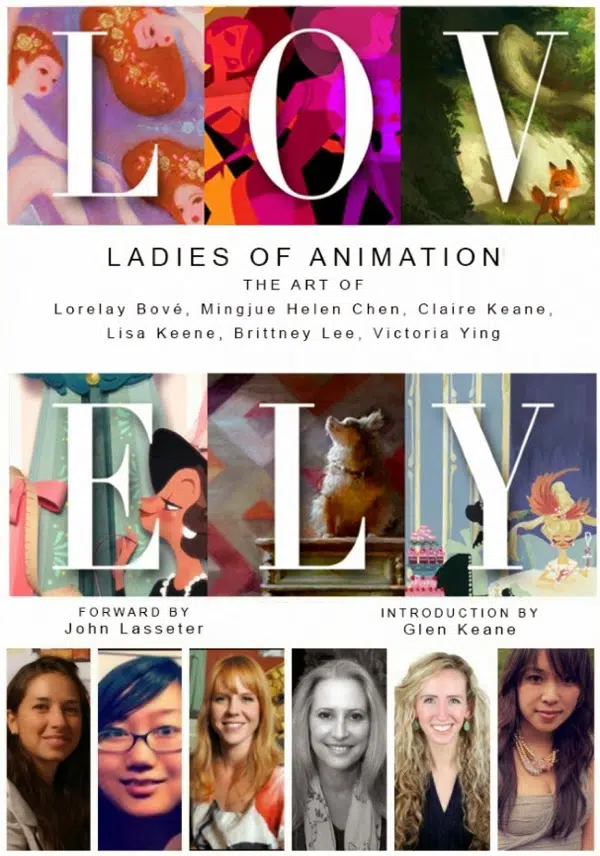 LOV
LADIES OF ANIMATION
THE ART OF
Lorelay Bové, Mingjue Helen Chen, Claire Keane,
Lisa Keene, Brittney Lee, Victoria Ying
ELY
FORWARD BY
John Lasseter
INTRODUCTION BY
Glen Keane